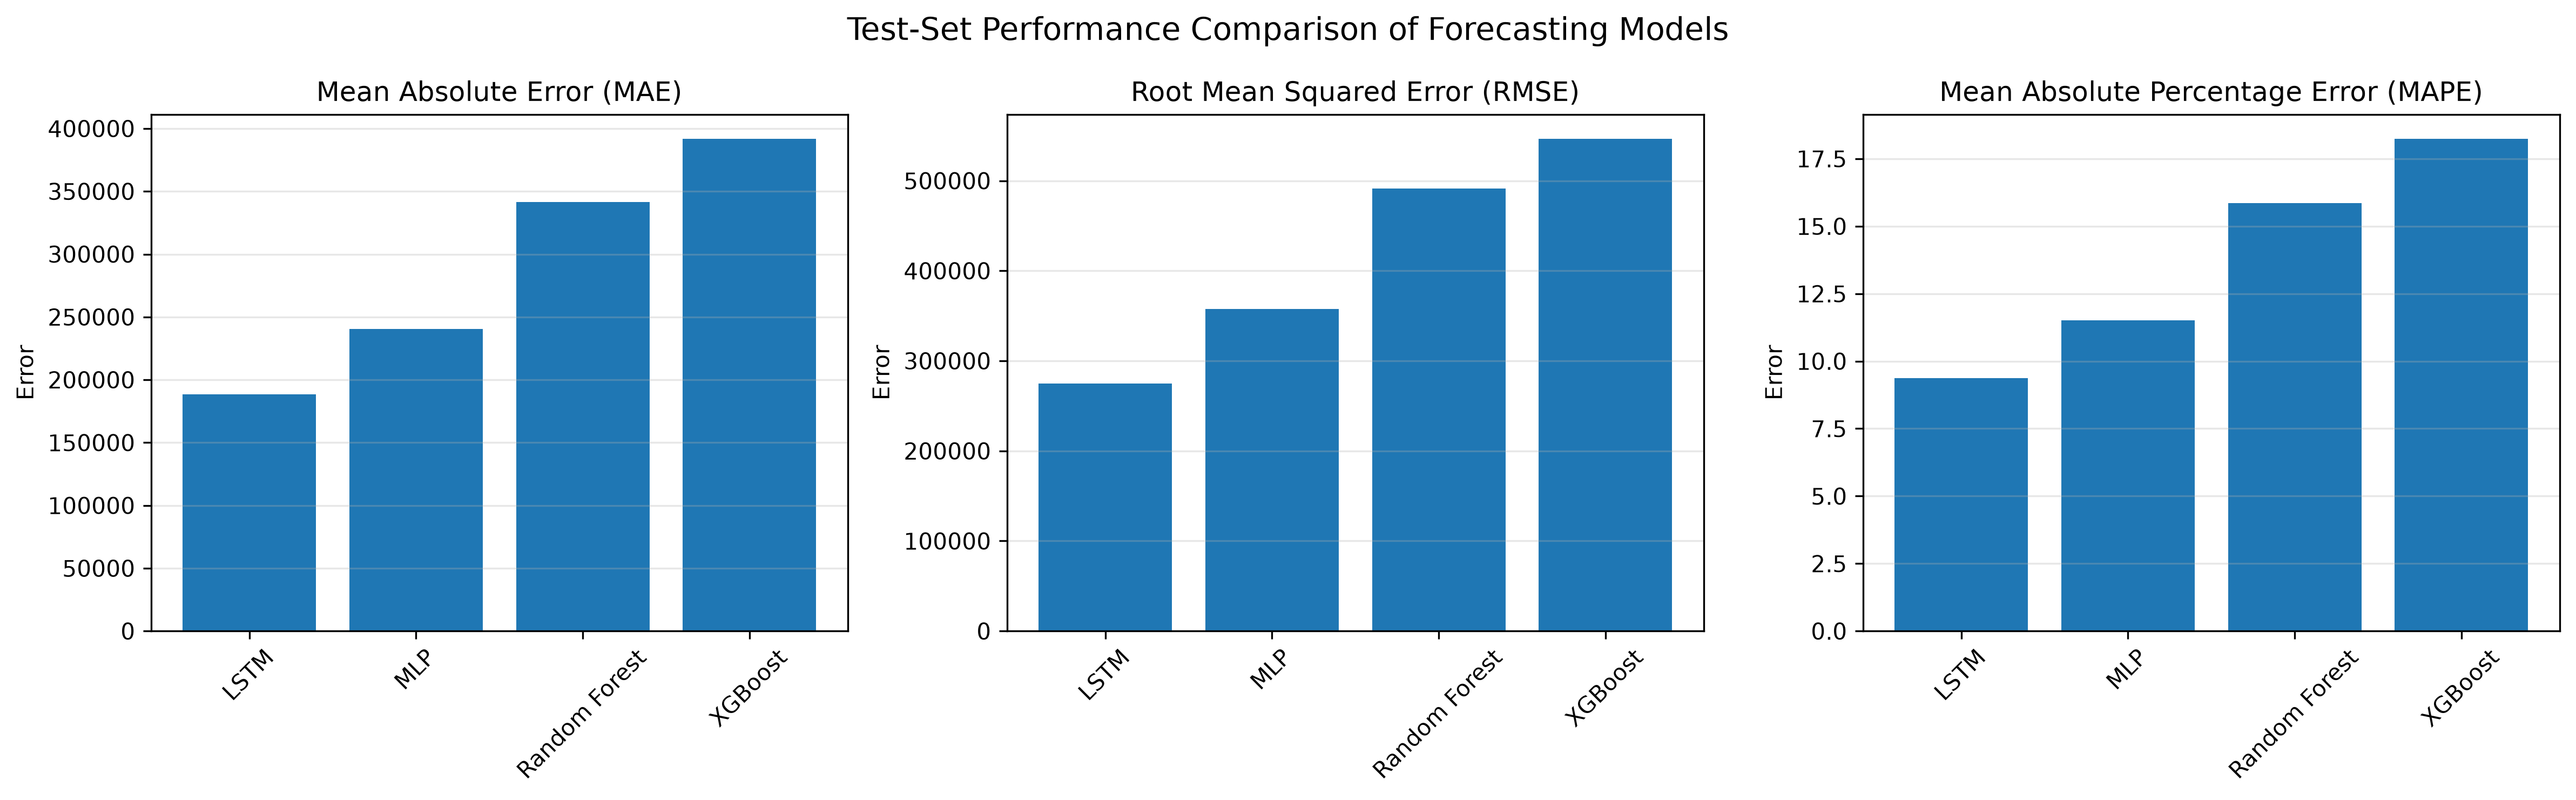 Test-Set Performance Comparison of Forecasting Models
Mean Absolute Error (MAE)
Error
400000
350000
300000
250000
200000
150000
100000
50000
0
LSTM
MLP
Random Forest
XGBoost
Root Mean Squared Error (RMSE)
Error
500000
400000
300000
200000
100000
0
LSTM
MLP
Random Forest
XGBoost
Mean Absolute Percentage Error (MAPE)
Error
17.5
15.0
12.5
10.0
7.5
5.0
2.5
0.0
LSTM
MLP
Random Forest
XGBoost